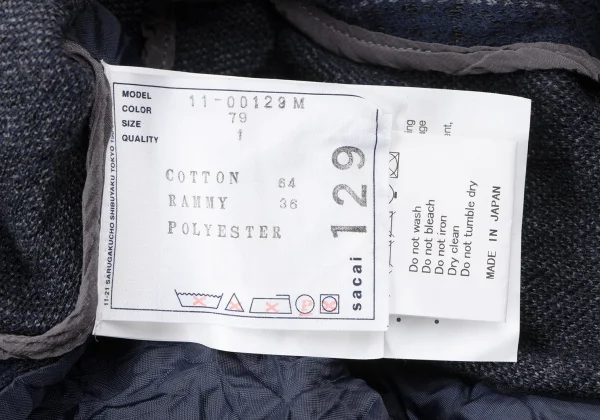 MODEL 11-00129M
COLOR 79
SIZE 1
QUALITY
COTTON 64
RAMMY 36
POLYESTER
129
sacai
11-21 SARUGAKUCHO SHIBUYAKU TOKYO
P
Do not wash
Do not bleach
Do not iron
Dry clean
Do not tumble dry
MADE IN JAPAN